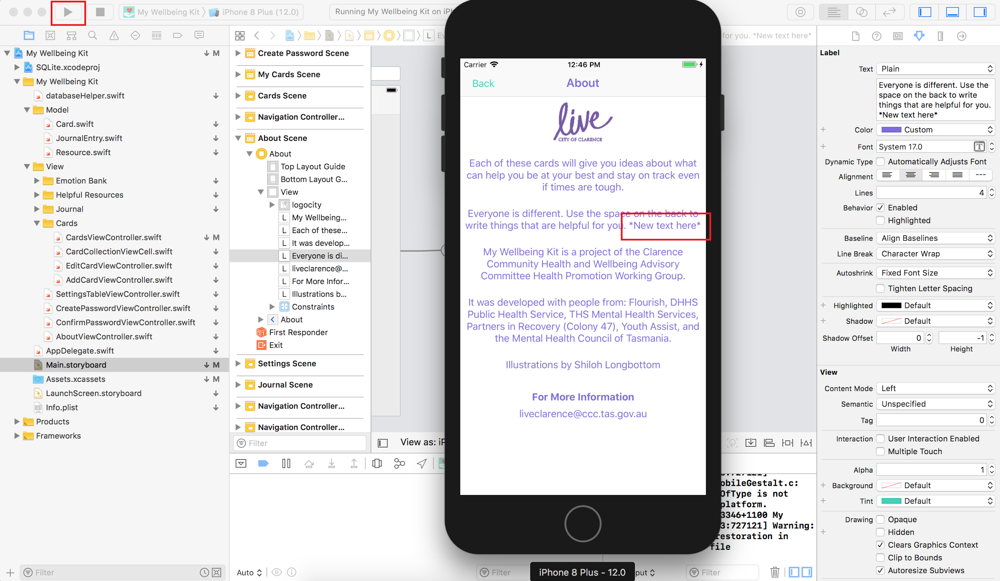 My Wellbeing Kit
iPhone 8 Plus (12.0)
Running My Wellbeing Kit on iPh
for you. *New text here*
L
My Wellbeing Kit
M
SQLite.xcodeproj
My Wellbeing Kit
databaseHelper.swift
Model
Card.swift
JournalEntry.swift
Resource.swift
View
Emotion Bank
Helpful Resources
Journal
Cards
CardsViewController.swift
M
CardCollectionViewCell.swift
EditCardViewController.swift
AddCardViewController.swift
SettingsTableViewController.swift
CreatePasswordViewController.swift
ConfirmPasswordViewController.swift
AboutViewController.swift
AppDelegate.swift
Main.storyboard
M
Assets.xcassets
M
LaunchScreen.storyboard
Info.plist
Products
Frameworks
Filter
Create Password Scene
My Cards Scene
Cards Scene
Navigation Controller...
About Scene
About
Top Layout Guide
Bottom Layout G...
View
logocity
L My Wellbeing...
L Each of these...
L It was develop...
L Everyone is di...
L liveclarence@...
L For More Infor...
L Illustrations b...
Constraints
About
First Responder
Exit
Settings Scene
Journal Scene
Navigation Controller...
Navigation Controller...
Filter
View as: iP
Auto
Filter
Carrier
12:46 PM
Back
About
live
CITY OF CLARENCE
Each of these cards will give you ideas about what
can help you be at your best and stay on track even
if times are tough.
Everyone is different. Use the space on the back to
write things that are helpful for you. *New text here*
My Wellbeing Kit is a project of the Clarence
Community Health and Wellbeing Advisory
Committee Health Promotion Working Group.
It was developed with people from: Flourish, DHHS
Public Health Service, THS Mental Health Services,
Partners in Recovery (Colony 47), Youth Assist, and
the Mental Health Council of Tasmania.
Illustrations by Shiloh Longbottom
For More Information
liveclarence@ccc.tas.gov.au
iPhone 8 Plus - 12.0
3:727121]
obileGestalt.c:
OfType is not
platform.
3346+1100 My
3:727121] Warning:
restoration in
file
put
Filter
Label
Text
Plain
Everyone is different. Use the
space on the back to write
things that are helpful for you.
*New text here*
Color
Custom
Font
System 17.0
T
Dynamic Type
Automatically Adjusts Font
Alignment
Lines
4
Behavior
Enabled
Highlighted
Baseline
Align Baselines
Line Break
Character Wrap
Autoshrink
Fixed Font Size
Tighten Letter Spacing
Highlighted
Default
Shadow
Default
Shadow Offset
0
-1
Width
Height
View
Content Mode
Left
Semantic
Unspecified
Tag
0
Interaction
User Interaction Enabled
Multiple Touch
Alpha
1
Background
Default
Tint
Default
Drawing
Opaque
Hidden
Clears Graphics Context
Clip to Bounds
Autoresize Subviews